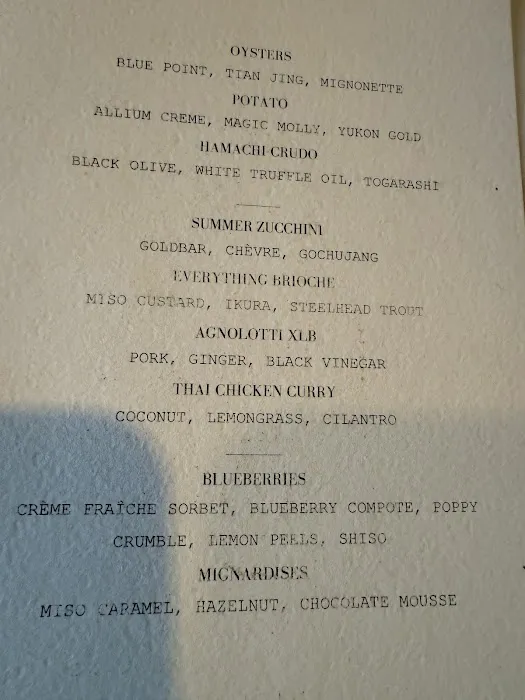 OYSTERS
BLUE POINT, TIAN JING, MIGNONETTE
POTATO
ALLIUM CREME, MAGIC MOLLY, YUKON GOLD
HAMACHI CRUDO
BLACK OLIVE, WHITE TRUFFLE OIL, TOGARASHI
SUMMER ZUCCHINI
GOLDBAR, CHÈVRE, GOCHUJANG
EVERYTHING BRIOCHE
MISO CUSTARD, IKURA, STEELHEAD TROUT
AGNOLOTTI XLB
PORK, GINGER, BLACK VINEGAR
THAI CHICKEN CURRY
COCONUT, LEMONGRASS, CILANTRO
BLUEBERRIES
CRÈME FRAÎCHE SORBET, BLUEBERRY COMPOTE, POPPY
CRUMBLE, LEMON PEELS, SHISO
MIGNARDISES
MISO CARAMEL, HAZELNUT, CHOCOLATE MOUSSE